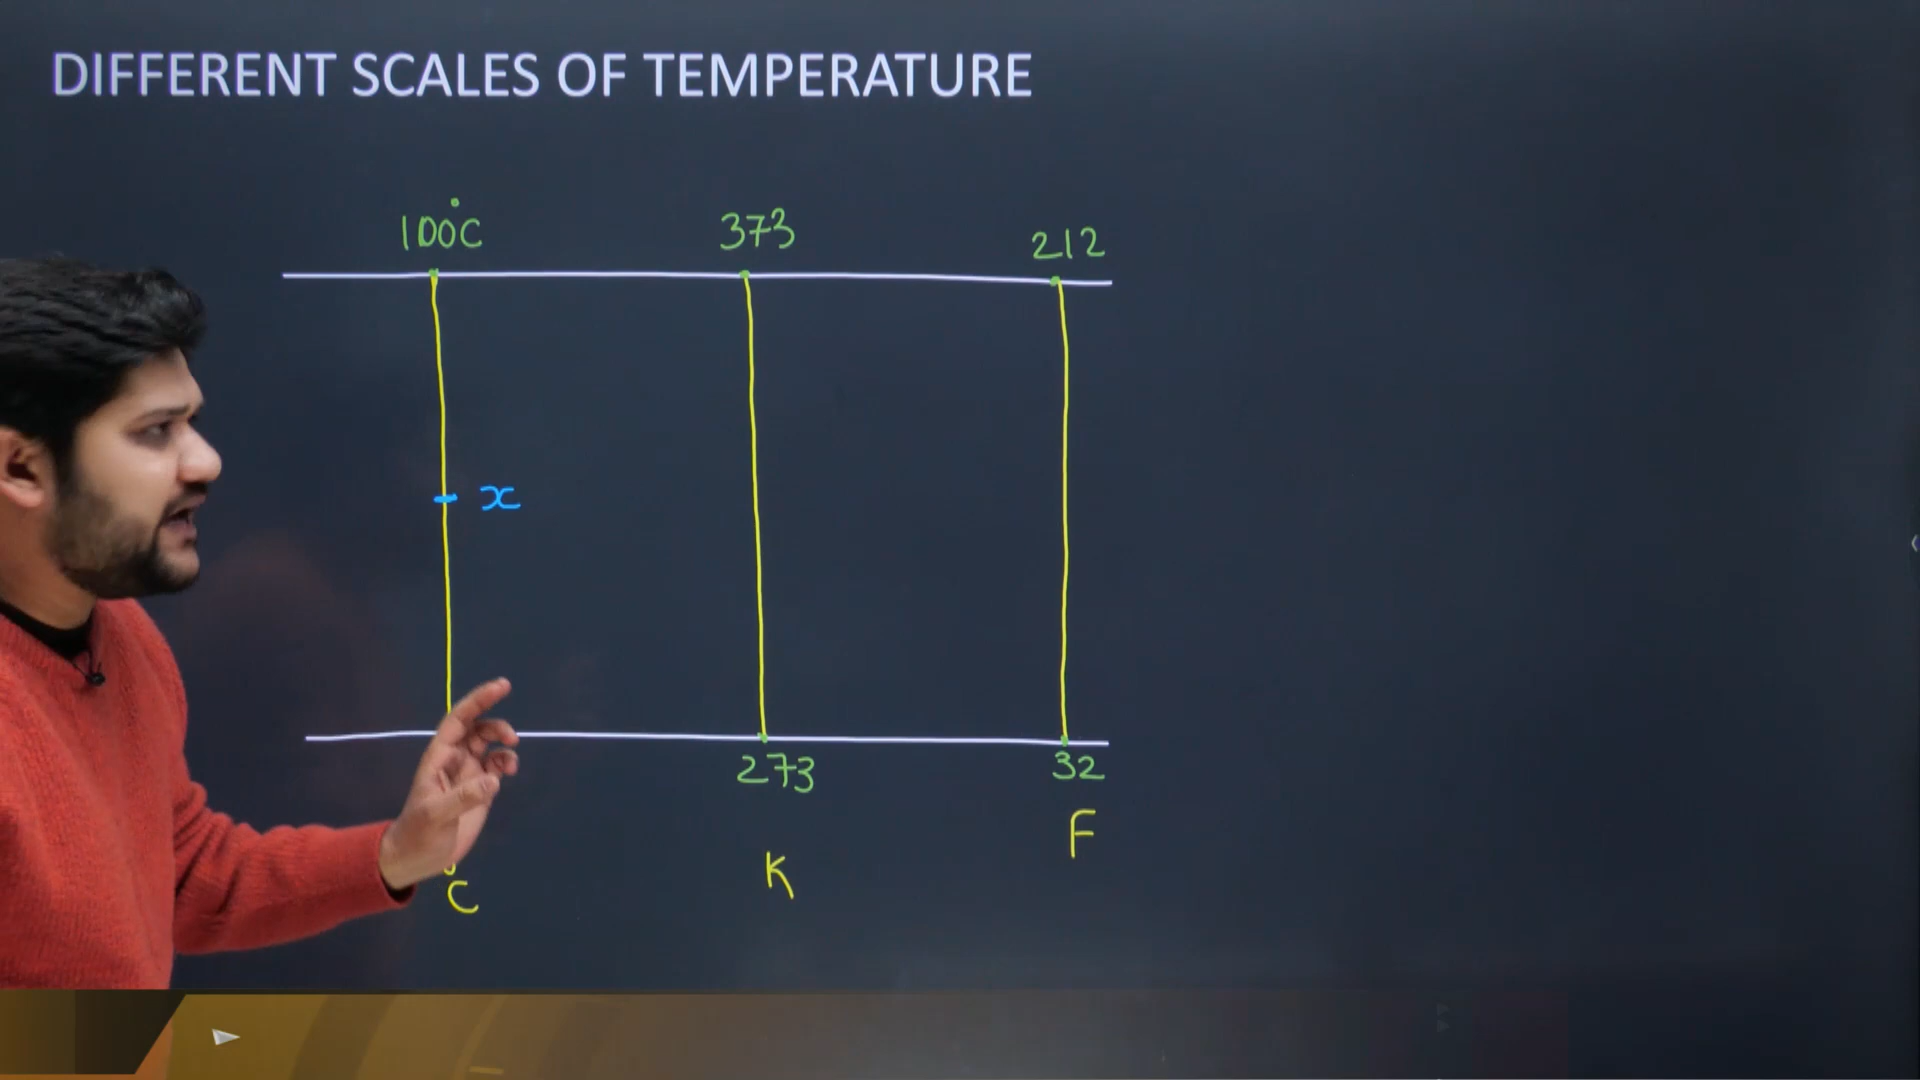 DIFFERENT SCALES OF TEMPERATURE
100°C 373 212
x
273 32
°C K F